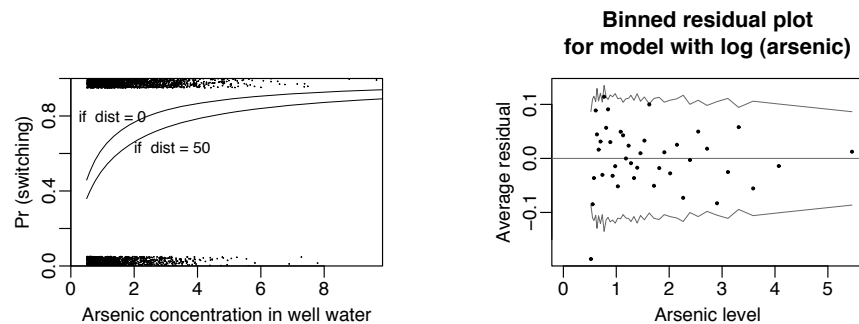 Pr (switching)
0.0 0.4 0.8
if dist = 0
if dist = 50
0 2 4 6 8
Arsenic concentration in well water
Binned residual plot
for model with log (arsenic)
Average residual
−0.1 0.0 0.1
0 1 2 3 4 5
Arsenic level